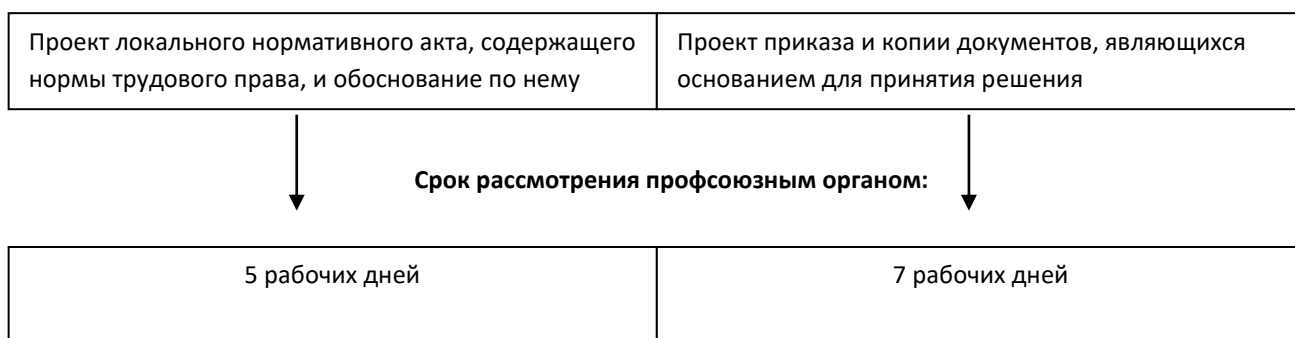 Проект локального нормативного акта, содержащего
нормы трудового права, и обоснование по нему
Проект приказа и копии документов, являющихся
основанием для принятия решения
Срок рассмотрения профсоюзным органом:
5 рабочих дней
7 рабочих дней